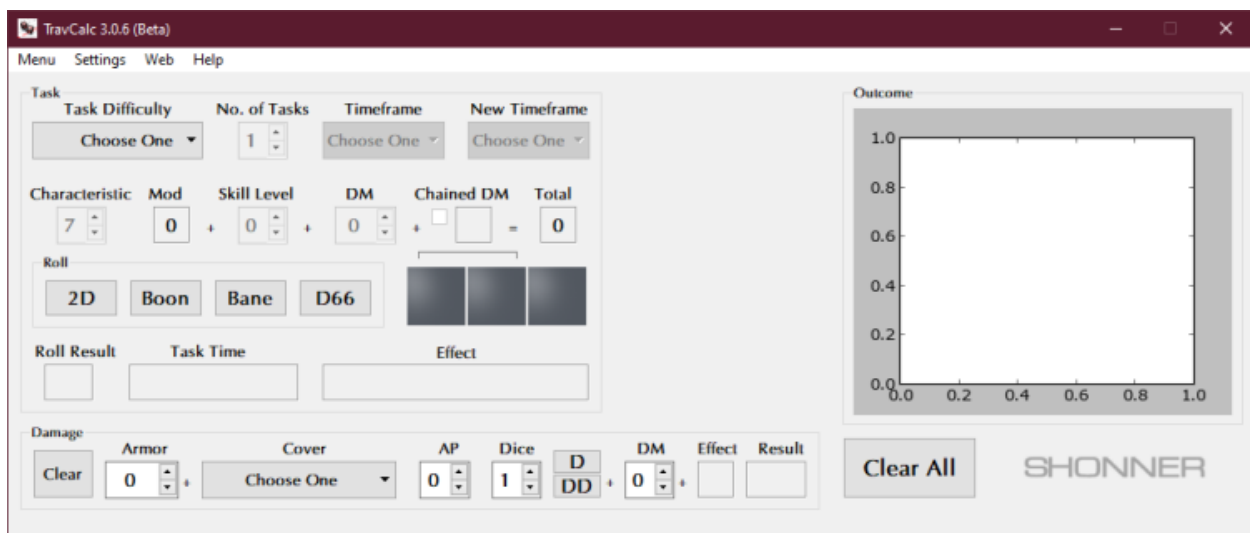 TravCalc 3.0.6 (Beta)
Menu Settings Web Help
Task
Task Difficulty No. of Tasks Timeframe New Timeframe
Choose One 1 Choose One Choose One
Characteristic Mod Skill Level DM Chained DM Total
7 0 + 0 + 0 + = 0
Roll
2D Boon Bane D66
Roll Result Task Time Effect
Damage
Armor Cover AP Dice DM Effect Result
Clear 0 + Choose One 0 1 D DD + 0 +
Outcome
1.0
0.8
0.6
0.4
0.2
0.0
0.0 0.2 0.4 0.6 0.8 1.0
Clear All SHONNER